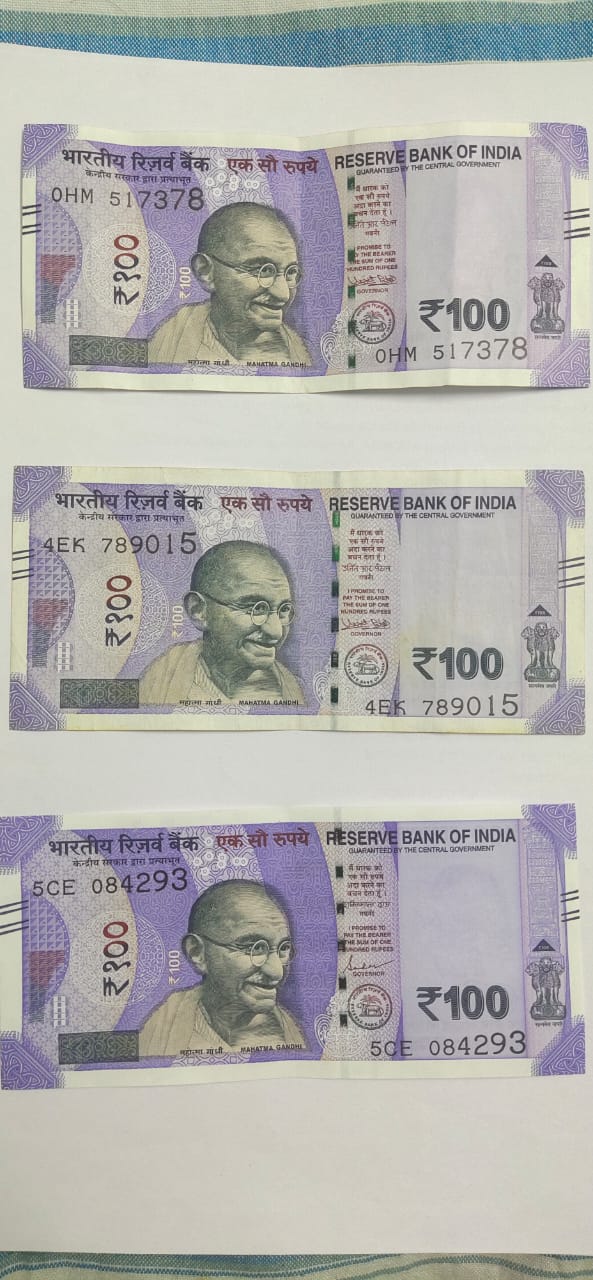 भारतीय रिज़र्व बैंक एक सौ रुपये RESERVE BANK OF INDIA
केन्द्रीय सरकार द्वारा प्रत्याभूत GUARANTEED BY THE CENTRAL GOVERNMENT
0HM 517378
मैं धारक को
एक सौ रुपये
अदा करने का
वचन देता हूँ।
गवर्नर
I PROMISE TO
PAY THE BEARER
THE SUM OF ONE
HUNDRED RUPEES
GOVERNOR
₹१००
₹100
₹100
महात्मा गांधी MAHATMA GANDHI
0HM 517378
सत्यमेव जयते
भारतीय रिज़र्व बैंक एक सौ रुपये RESERVE BANK OF INDIA
केन्द्रीय सरकार द्वारा प्रत्याभूत GUARANTEED BY THE CENTRAL GOVERNMENT
4EK 789015
मैं धारक को
एक सौ रुपये
अदा करने का
वचन देता हूँ।
गवर्नर
I PROMISE TO
PAY THE BEARER
THE SUM OF ONE
HUNDRED RUPEES
GOVERNOR
₹१००
₹100
₹100
महात्मा गांधी MAHATMA GANDHI
4EK 789015
सत्यमेव जयते
भारतीय रिज़र्व बैंक एक सौ रुपये RESERVE BANK OF INDIA
केन्द्रीय सरकार द्वारा प्रत्याभूत GUARANTEED BY THE CENTRAL GOVERNMENT
5CE 084293
मैं धारक को
एक सौ रुपये
अदा करने का
वचन देता हूँ।
गवर्नर
I PROMISE TO
PAY THE BEARER
THE SUM OF ONE
HUNDRED RUPEES
GOVERNOR
₹१००
₹100
₹100
महात्मा गांधी MAHATMA GANDHI
5CE 084293
सत्यमेव जयते